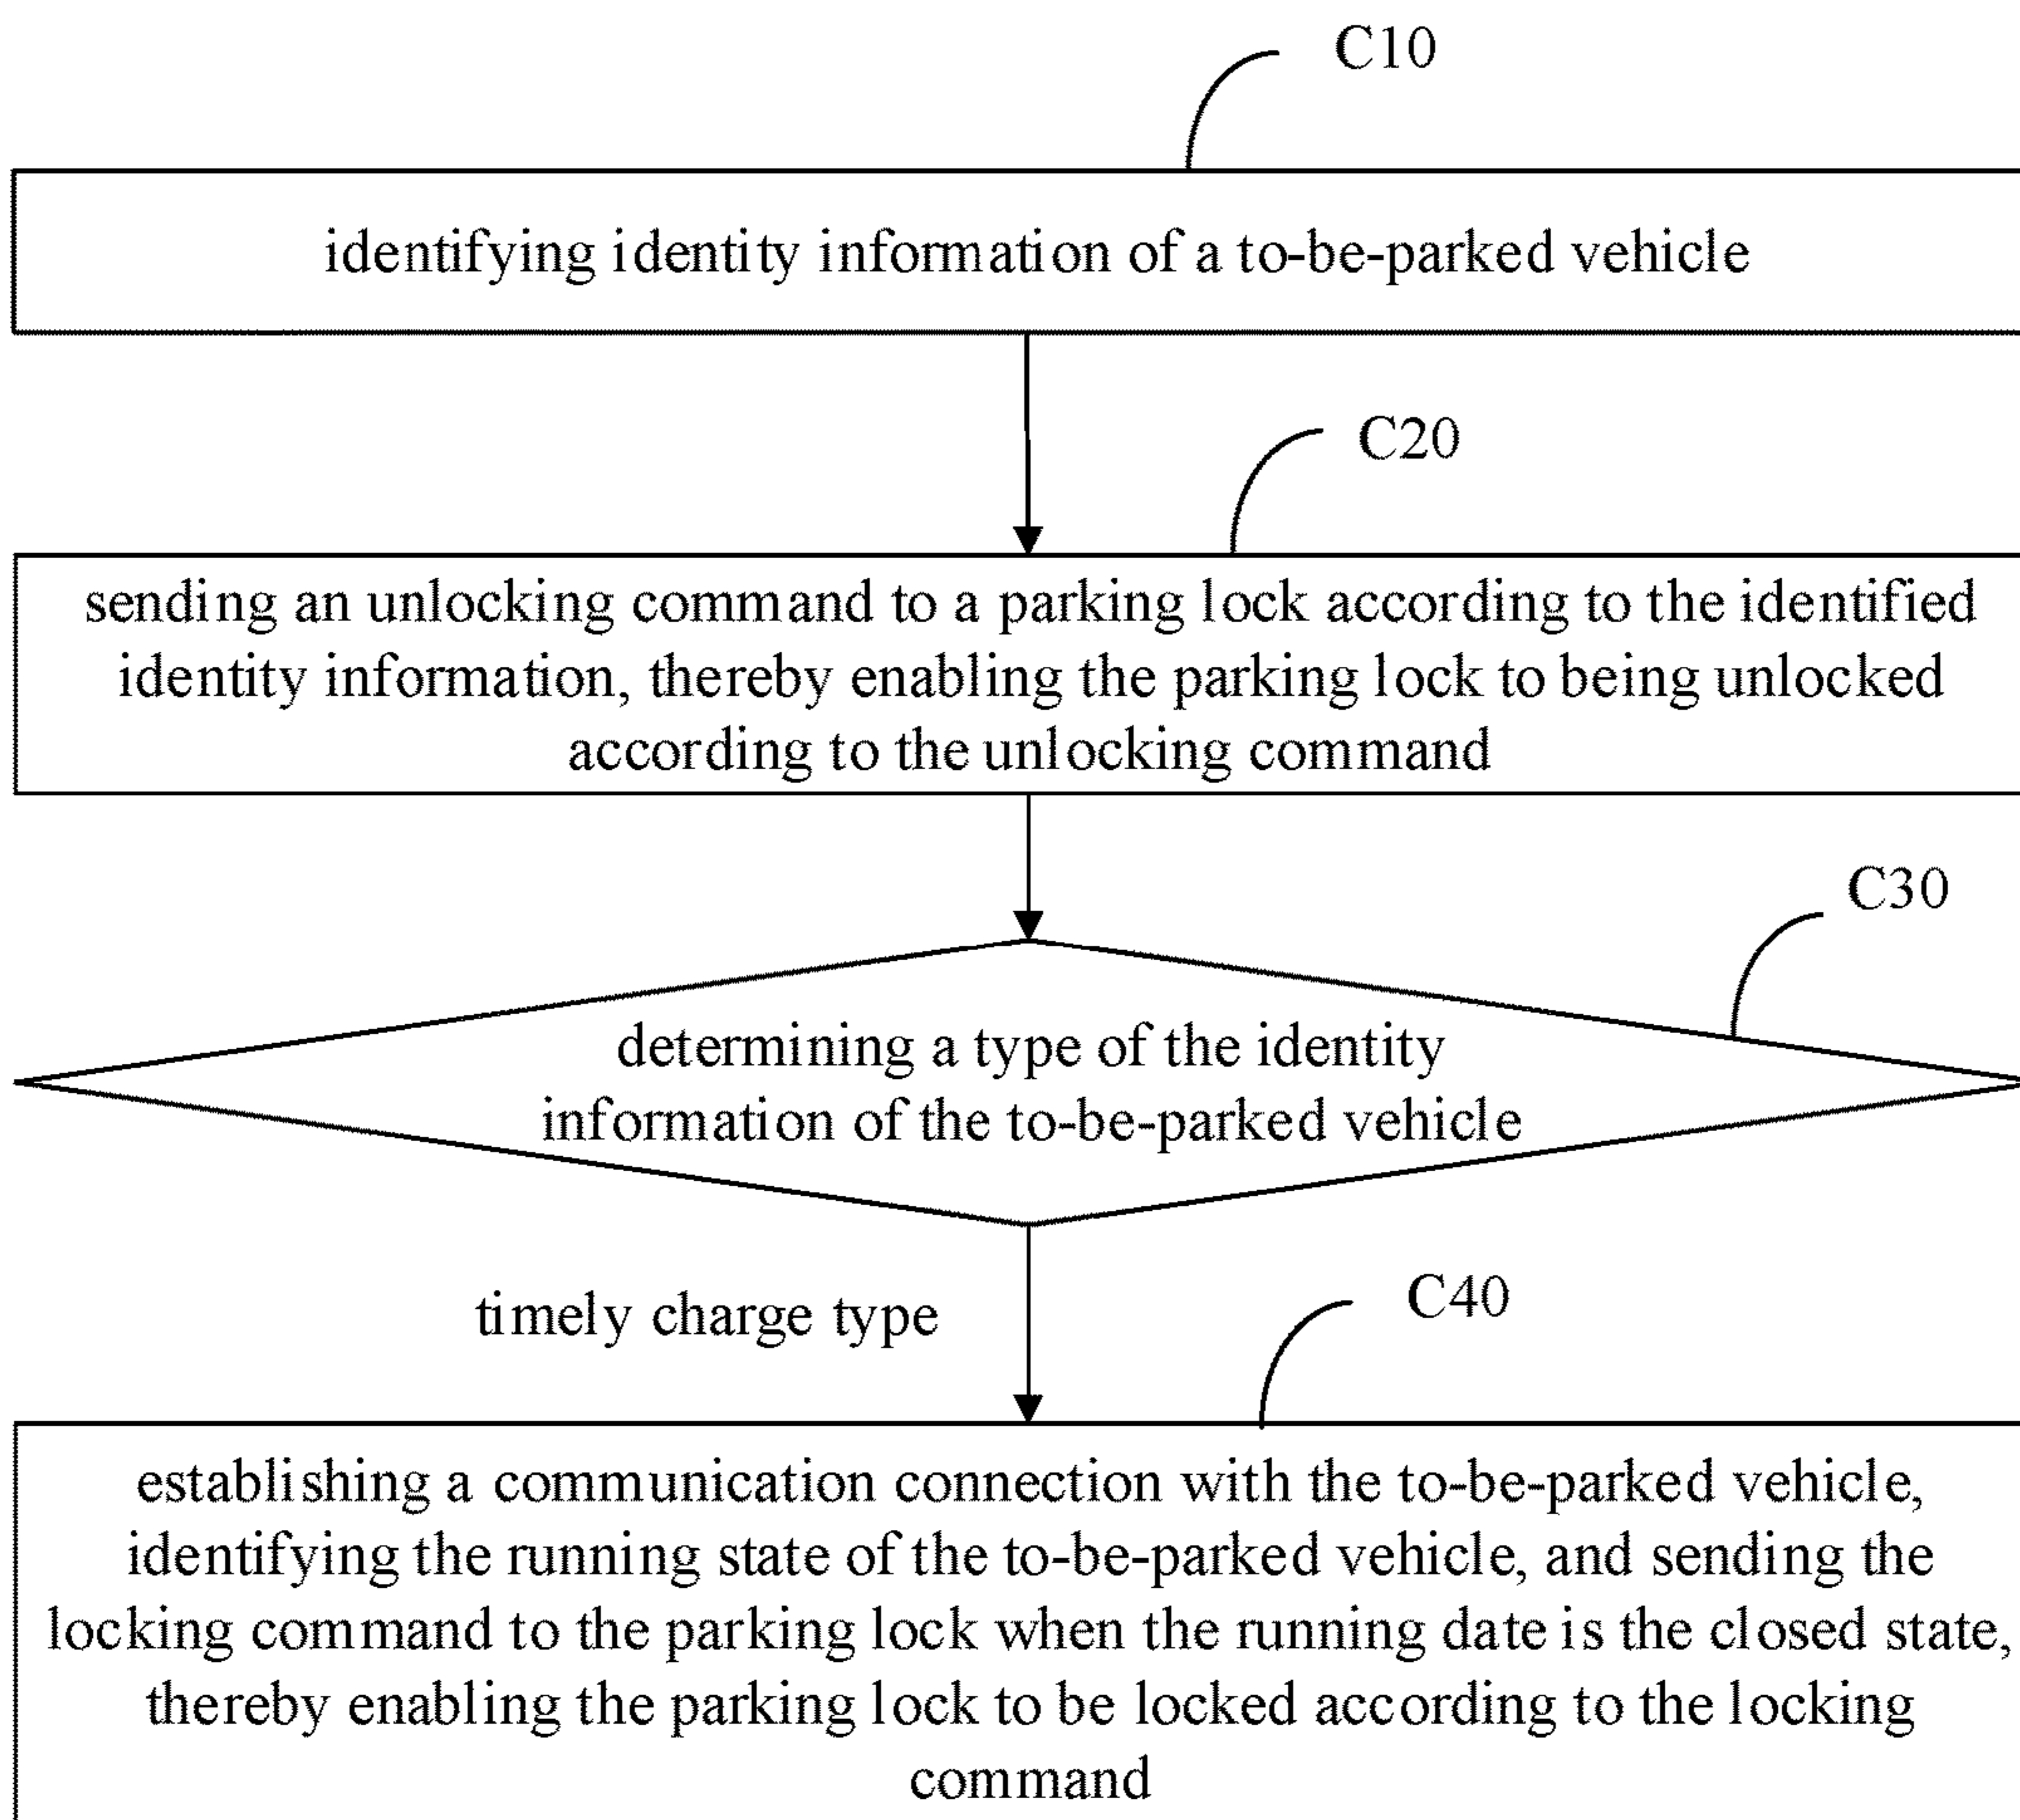 C10
identifying identity information of a to-be-parked vehicle
C20
sending an unlocking command to a parking lock according to the identified
identity information, thereby enabling the parking lock to being unlocked
according to the unlocking command
C30
determining a type of the identity
information of the to-be-parked vehicle
timely charge type
C40
establishing a communication connection with the to-be-parked vehicle,
identifying the running state of the to-be-parked vehicle, and sending the
locking command to the parking lock when the running date is the closed state,
thereby enabling the parking lock to be locked according to the locking
command